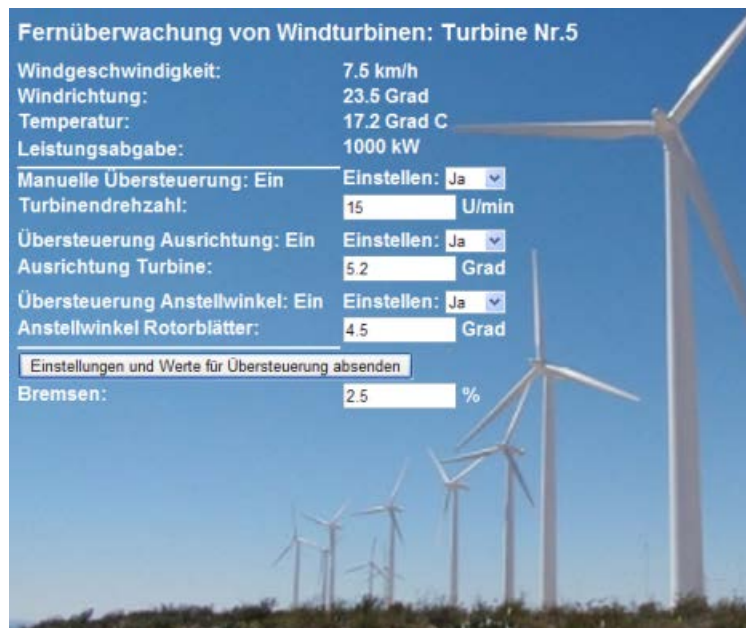 Fernüberwachung von Windturbinen: Turbine Nr.5
Windgeschwindigkeit: 7.5 km/h
Windrichtung: 23.5 Grad
Temperatur: 17.2 Grad C
Leistungsabgabe: 1000 kW
Manuelle Übersteuerung: Ein Einstellen: Ja
Turbinendrehzahl: 15 U/min
Übersteuerung Ausrichtung: Ein Einstellen: Ja
Ausrichtung Turbine: 5.2 Grad
Übersteuerung Anstellwinkel: Ein Einstellen: Ja
Anstellwinkel Rotorblätter: 4.5 Grad
Einstellungen und Werte für Übersteuerung absenden
Bremsen: 2.5 %